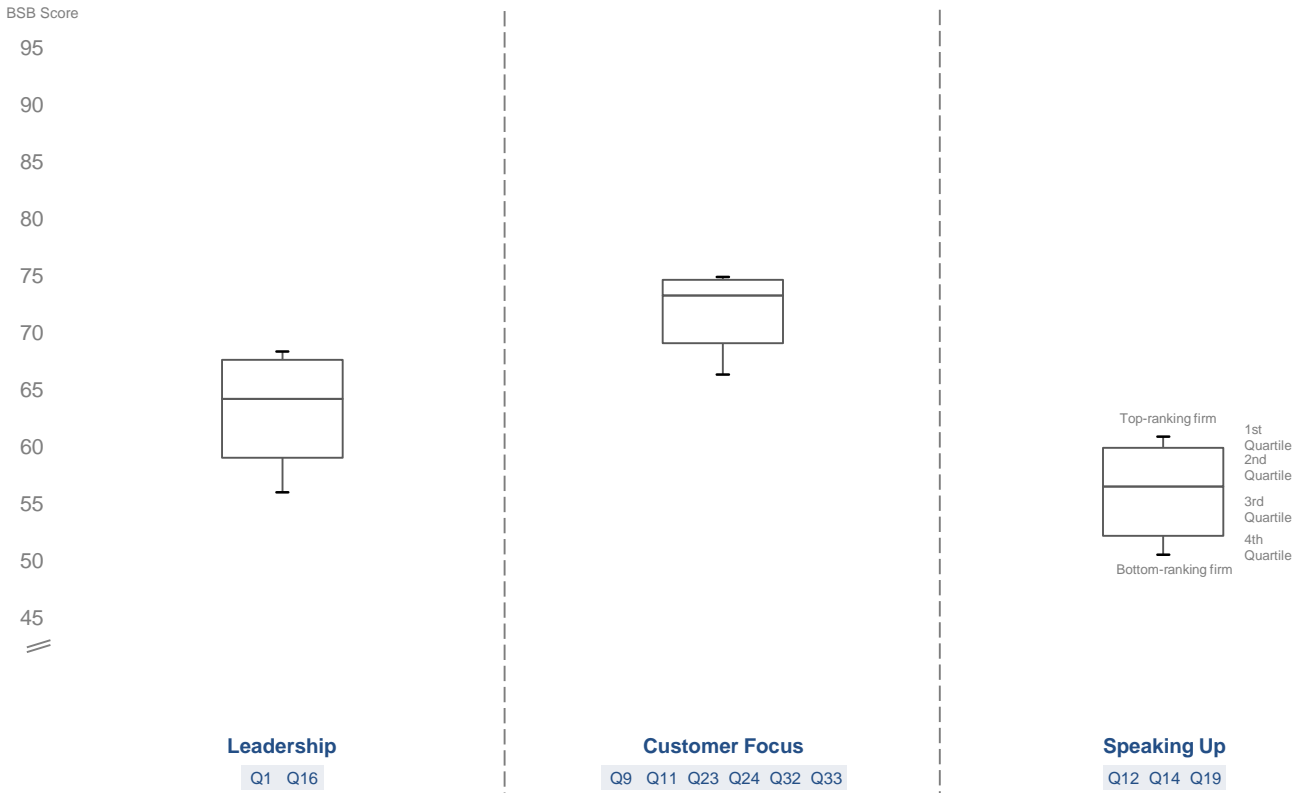 BSB Score
95
90
85
80
75
70
65
60
55
50
45
Top-ranking firm
1st
Quartile
2nd
Quartile
3rd
Quartile
4th
Quartile
Bottom-ranking firm
Leadership
Q1 Q16
Customer Focus
Q9 Q11 Q23 Q24 Q32 Q33
Speaking Up
Q12 Q14 Q19